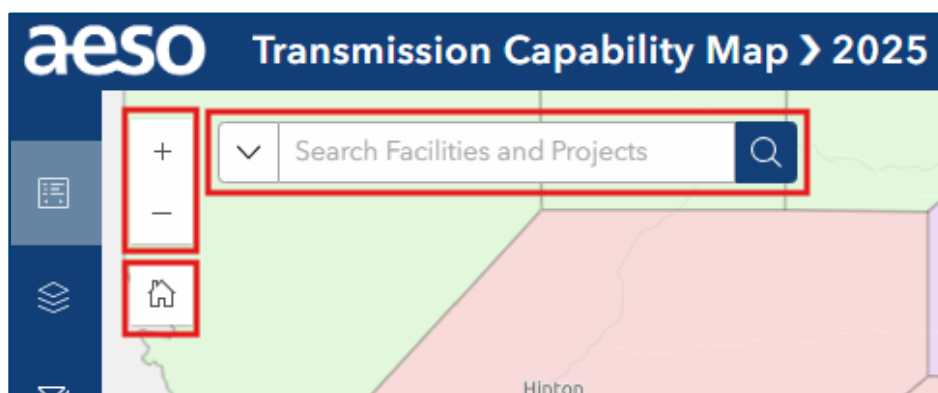 aeso Transmission Capability Map ❯ 2025
Search Facilities and Projects
Hinton